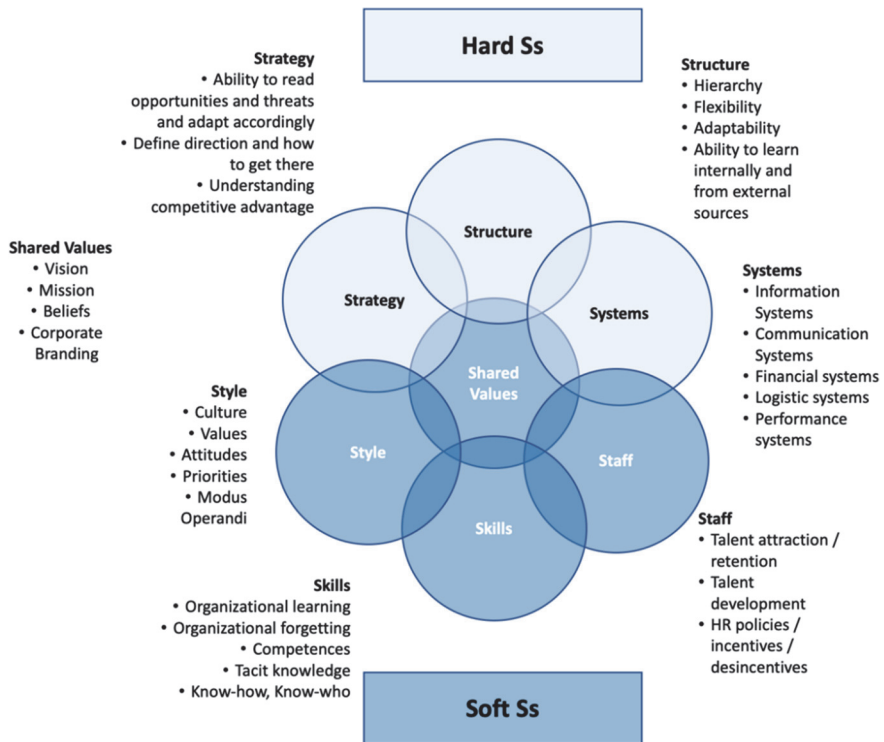 Hard Ss
Strategy
• Ability to read
opportunities and threats
and adapt accordingly
• Define direction and how
to get there
• Understanding
competitive advantage
Structure
• Hierarchy
• Flexibility
• Adaptability
• Ability to learn
internally and
from external
sources
Shared Values
• Vision
• Mission
• Beliefs
• Corporate
Branding
Structure
Strategy
Systems
Shared
Values
Style
Staff
Skills
Systems
• Information
Systems
• Communication
Systems
• Financial systems
• Logistic systems
• Performance
systems
Style
• Culture
• Values
• Attitudes
• Priorities
• Modus
Operandi
Staff
• Talent attraction /
retention
• Talent
development
• HR policies /
incentives /
desincentives
Skills
• Organizational learning
• Organizational forgetting
• Competences
• Tacit knowledge
• Know-how, Know-who
Soft Ss